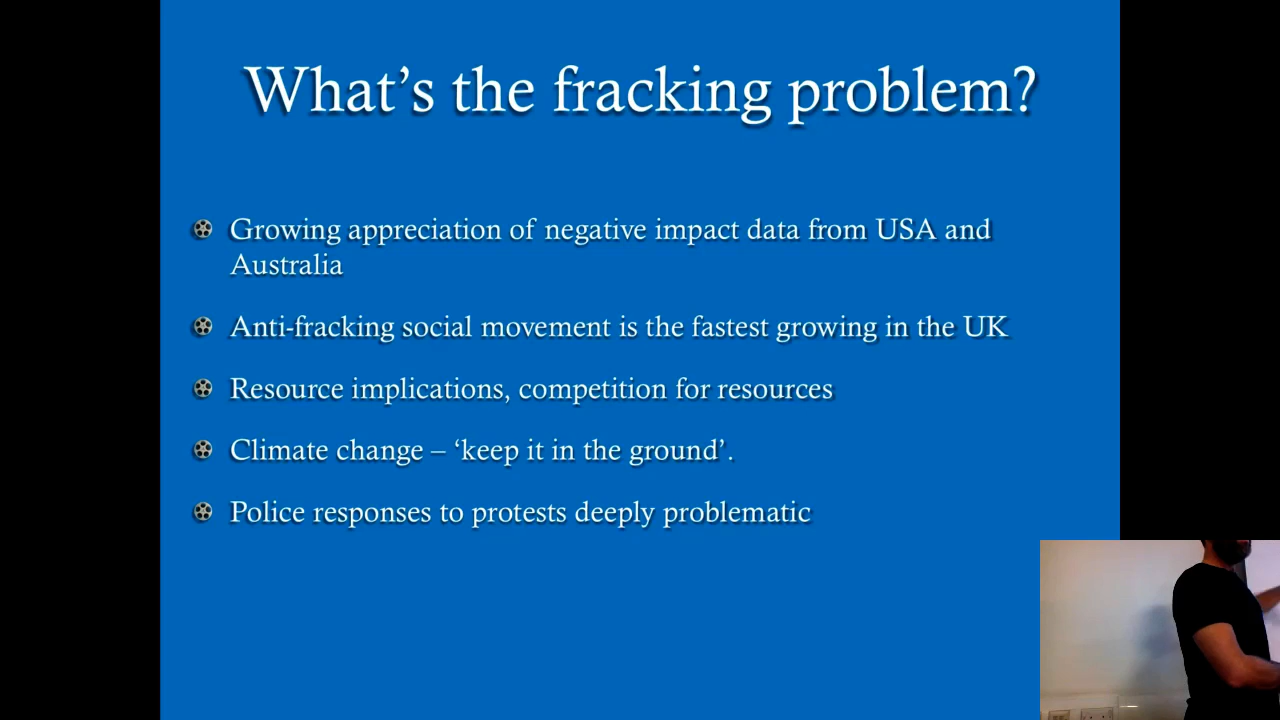 What’s the fracking problem?
Growing appreciation of negative impact data from USA and
Australia
Anti-fracking social movement is the fastest growing in the UK
Resource implications, competition for resources
Climate change – ‘keep it in the ground’.
Police responses to protests deeply problematic